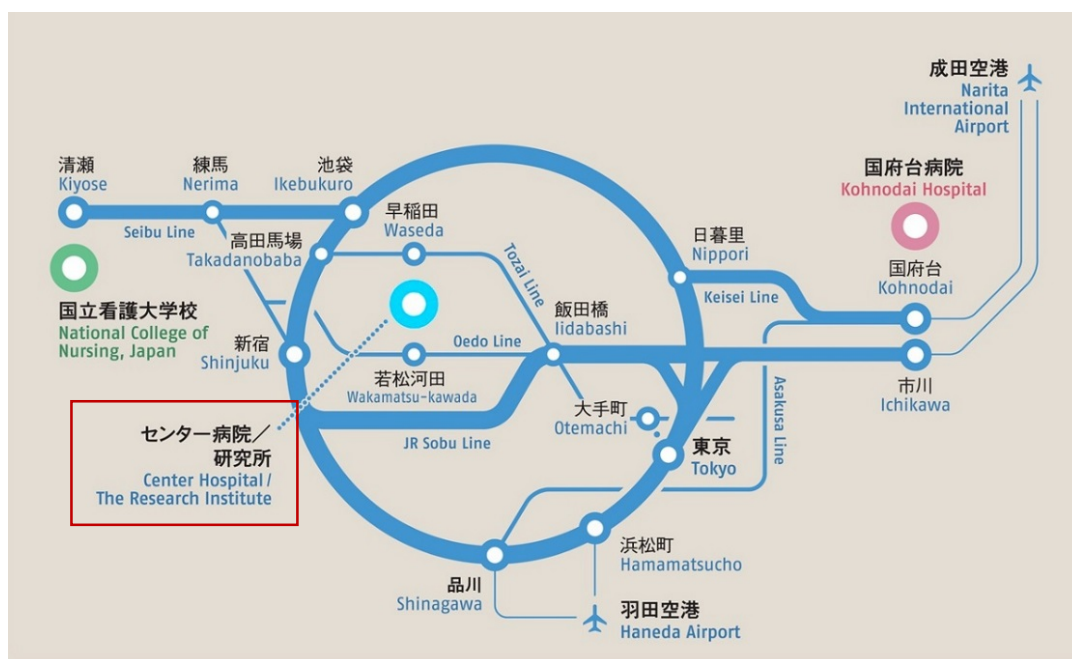 成田空港
Narita
International
Airport
清瀬
Kiyose
練馬
Nerima
池袋
Ikebukuro
国府台病院
Kohnodai Hospital
Seibu Line
早稲田
Waseda
高田馬場
Takadanobaba
日暮里
Nippori
国府台
Kohnodai
Tozai Line
Keisei Line
国立看護大学校
National College of
Nursing, Japan
飯田橋
Iidabashi
新宿
Shinjuku
Oedo Line
若松河田
Wakamatsu-kawada
市川
Ichikawa
大手町
Otemachi
Asakusa Line
センター病院/
研究所
Center Hospital /
The Research Institute
JR Sobu Line
東京
Tokyo
浜松町
Hamamatsucho
品川
Shinagawa
羽田空港
Haneda Airport